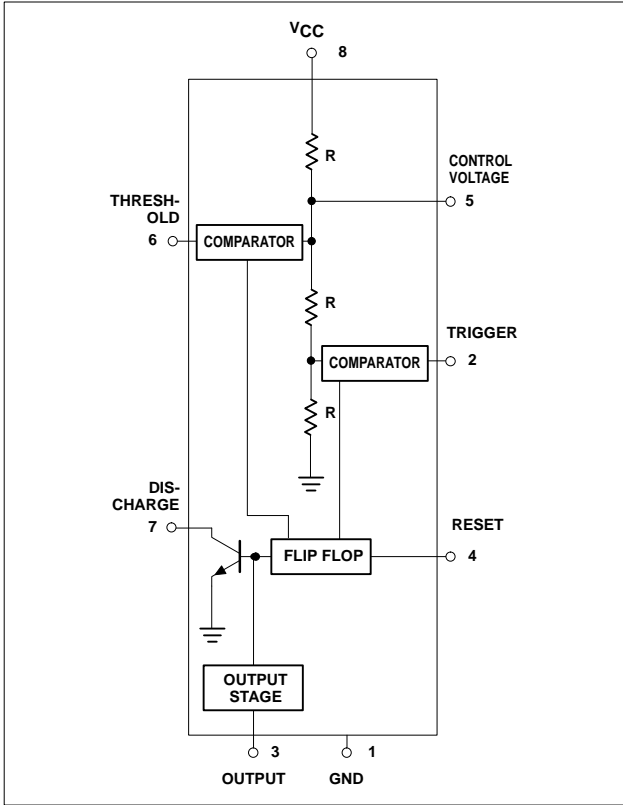 VCC
8
R
CONTROL
VOLTAGE
5
THRESH-
OLD
6
COMPARATOR
R
TRIGGER
COMPARATOR
2
R
DIS-
CHARGE
7
RESET
FLIP FLOP
4
OUTPUT
STAGE
3
1
OUTPUT
GND